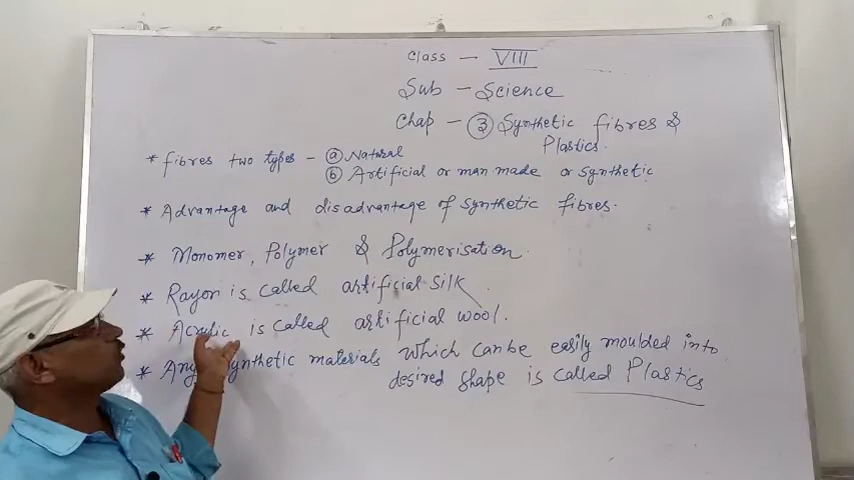 Class — VIII
Sub — Science
Chap — ③ Synthetic fibres &
Plastics.
* Fibres two types — ⓐ Natural
ⓑ Artificial or man made or synthetic
* Advantage and disadvantage of synthetic fibres.
* Monomer, Polymer & Polymerisation
* Rayon is called artificial silk
* Acrylic is called artificial wool.
* Any synthetic materials which can be easily moulded into
desired shape is called Plastics